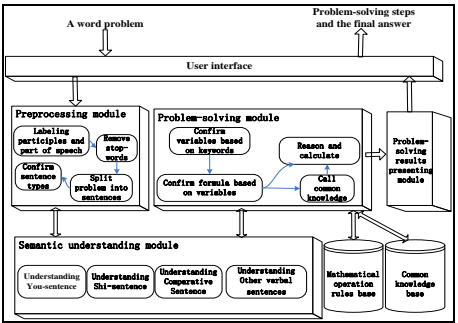 A word problem
Problem-solving steps
and the final answer
User interface
Preprocessing module
Labeling
participles and
part of speech
Remove
stop-
words
Confirm
sentence
types
Split
problem into
sentences
Problem-solving module
Confirm
variables based
on keywords
Reason and
calculate
Confirm formula based
on variables
Call
common
knowledge
Problem-
solving
results
presenting
module
Semantic understanding module
Understanding
You-sentence
Understanding
Shi-sentence
Understanding
Comparative
Sentence
Understanding
Other verbal
sentences
Mathematical
operation
rules base
Common
knowledge
base